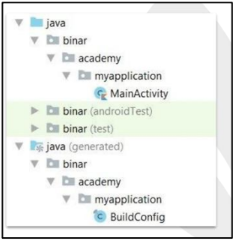 java
binar
academy
myapplication
MainActivity
binar (androidTest)
binar (test)
java (generated)
binar
academy
myapplication
BuildConfig